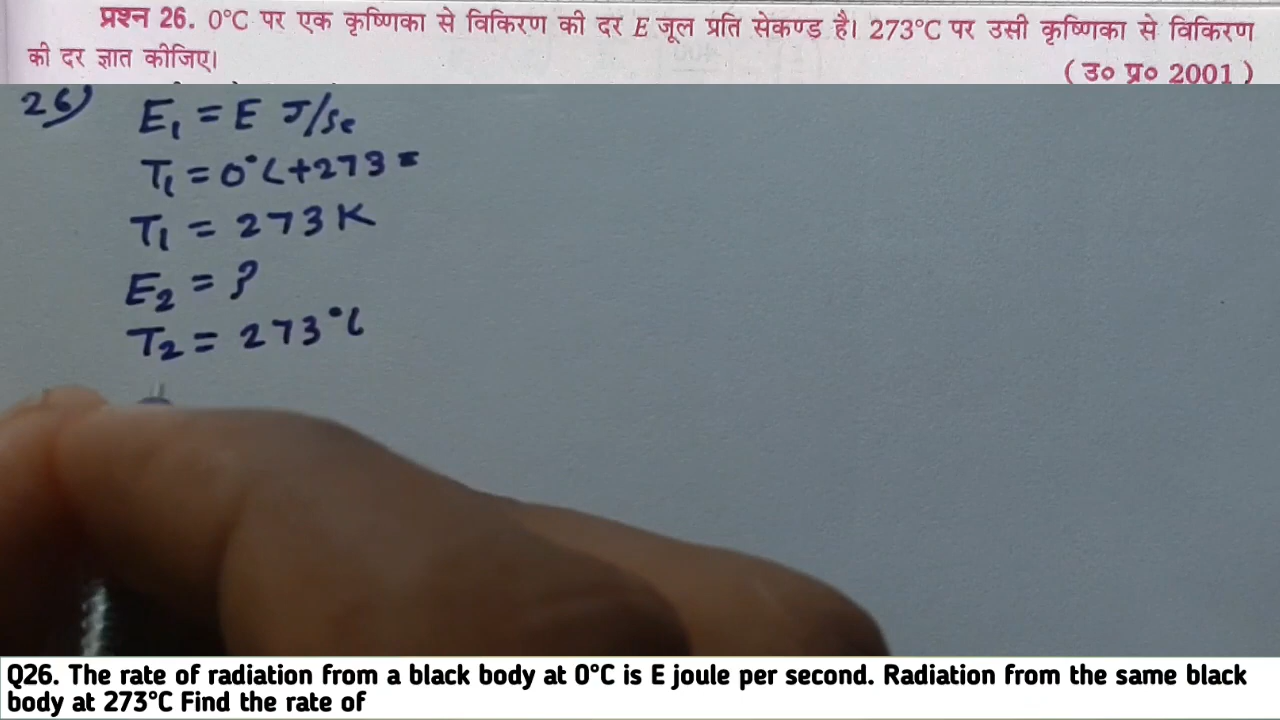 प्रश्न 26. 0°C पर एक कृष्णिका से विकिरण की दर E जूल प्रति सेकण्ड है। 273°C पर उसी कृष्णिका से विकिरण
की दर ज्ञात कीजिए।
( उ० प्र० 2001 )
26)
E₁ = E J/Se
T₁ = 0°C+273 =
T₁ = 273 K
E₂ = ?
T₂ = 273°C
Q26. The rate of radiation from a black body at 0°C is E joule per second. Radiation from the same black
body at 273°C Find the rate of